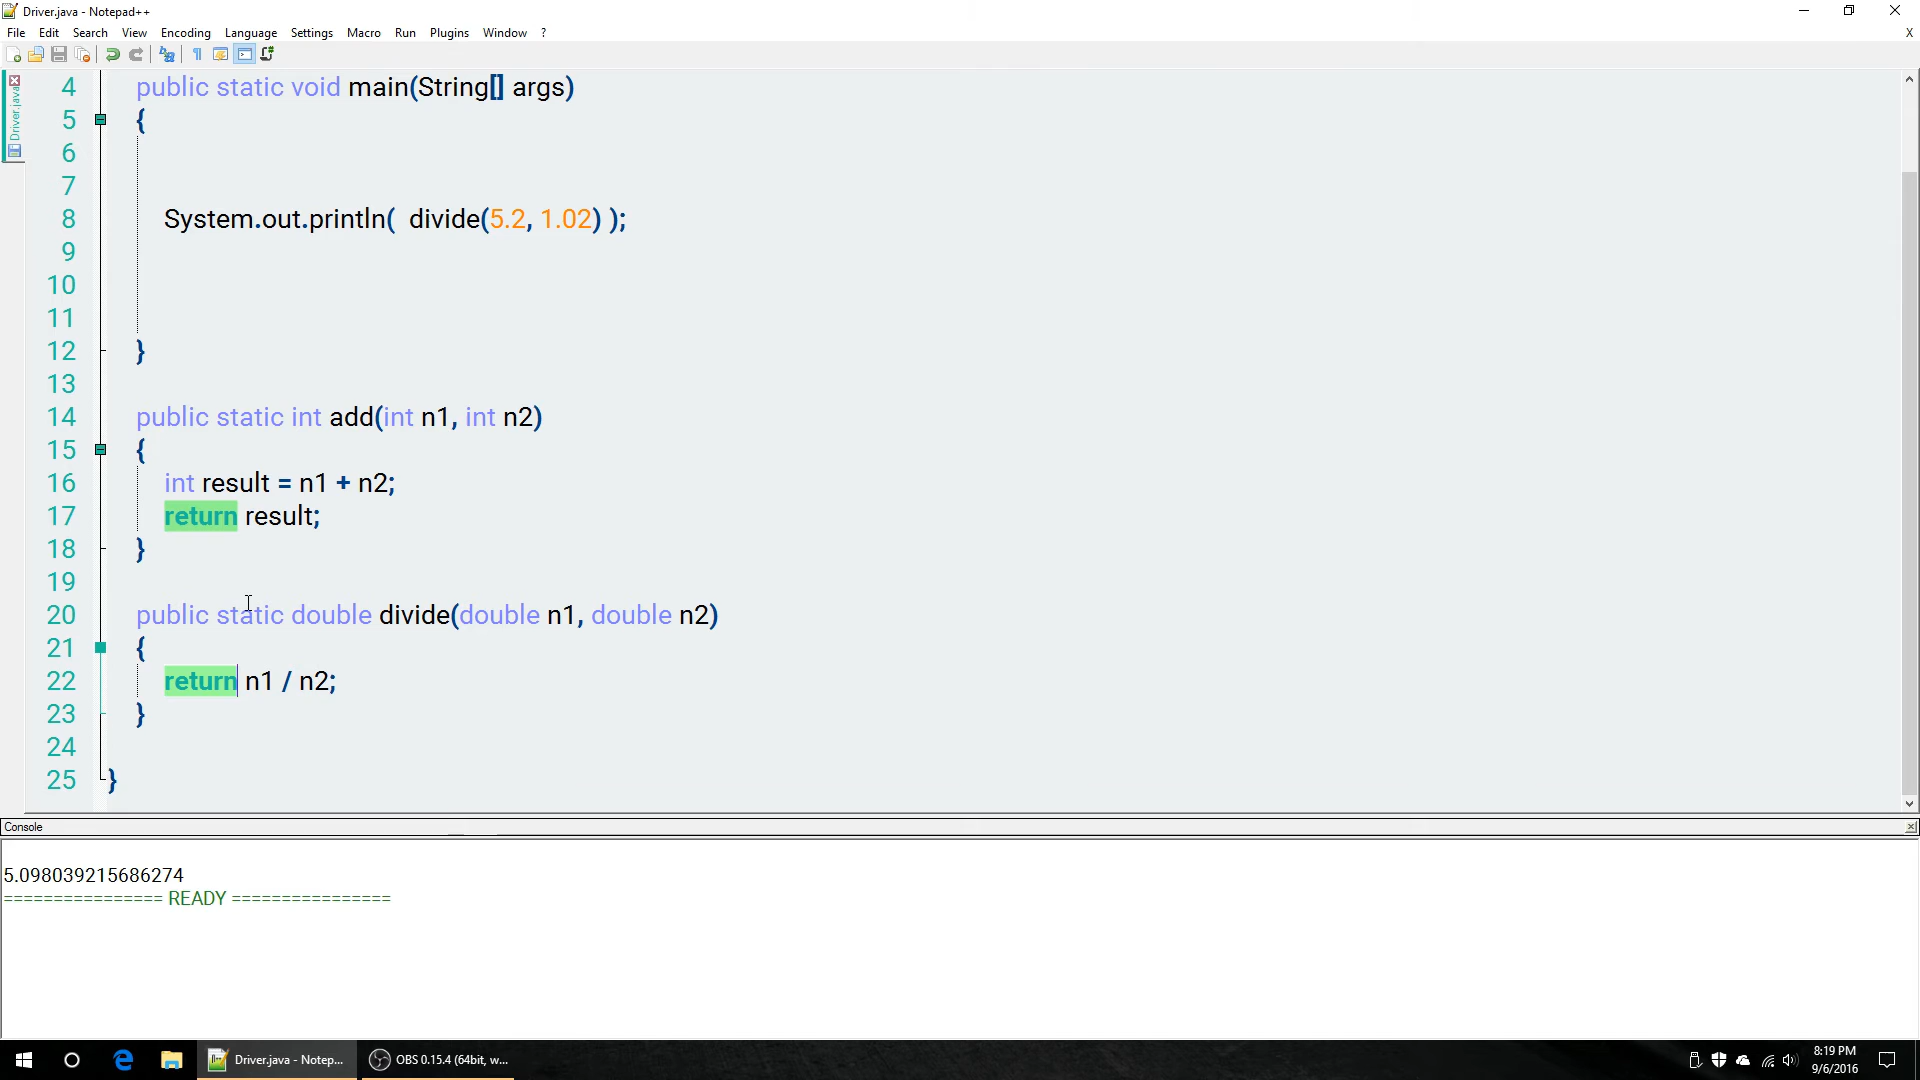 Driver.java - Notepad++
File Edit Search View Encoding Language Settings Macro Run Plugins Window ? X
Driver.java
4 public static void main(String[] args)
5 {
6
7
8 System.out.println(  divide(5.2, 1.02) );
9
10
11
12 }
13
14 public static int add(int n1, int n2)
15 {
16 int result = n1 + n2;
17 return result;
18 }
19
20 public static double divide(double n1, double n2)
21 {
22 return n1 / n2;
23 }
24
25 }
Console
5.098039215686274
================ READY ================
Driver.java - Notep...
OBS 0.15.4 (64bit, w...
8:19 PM
9/6/2016